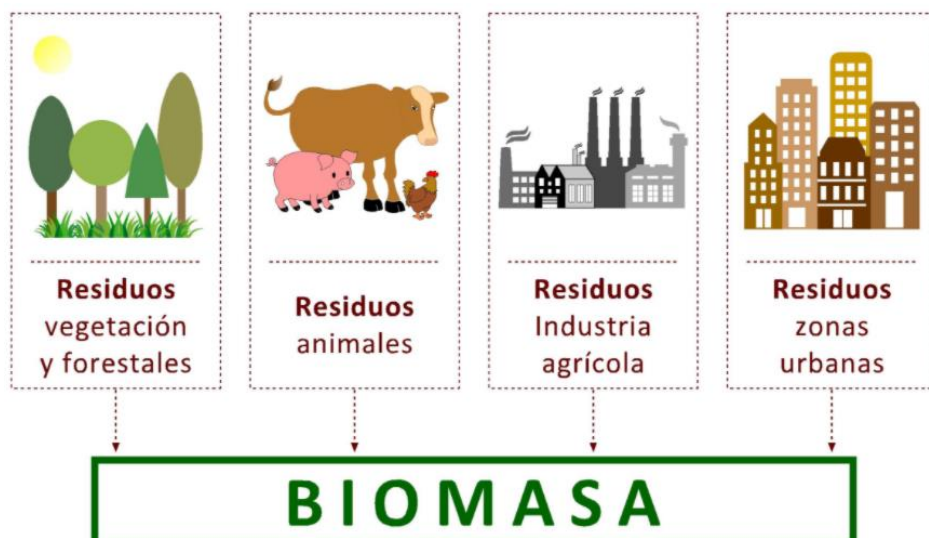 Residuos
vegetación
y forestales
Residuos
animales
Residuos
Industria
agrícola
Residuos
zonas
urbanas
BIOMASA